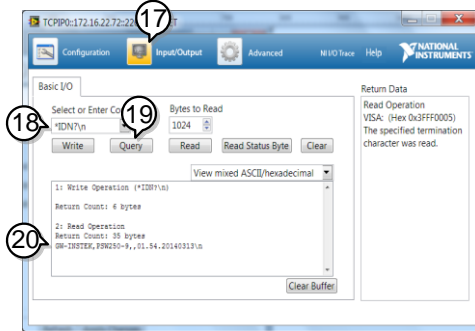 TCPIP0::172.16.22.72::22
T
17
Configuration
Input/Output
Advanced
NI I/O Trace
Help
NATIONAL
INSTRUMENTS
Basic I/O
Return Data
Select or Enter Co
19
Bytes to Read
18
*IDN?\n
1024
Write
Query
Read
Read Status Byte
Clear
Read Operation
VISA: (Hex 0x3FFF0005)
The specified termination
character was read.
View mixed ASCII/hexadecimal
1: Write Operation (*IDN?\n)
Return Count: 6 bytes
2: Read Operation
20
Return Count: 35 bytes
GW-INSTEK,PSW250-9,,01.54.20140313\n
Clear Buffer